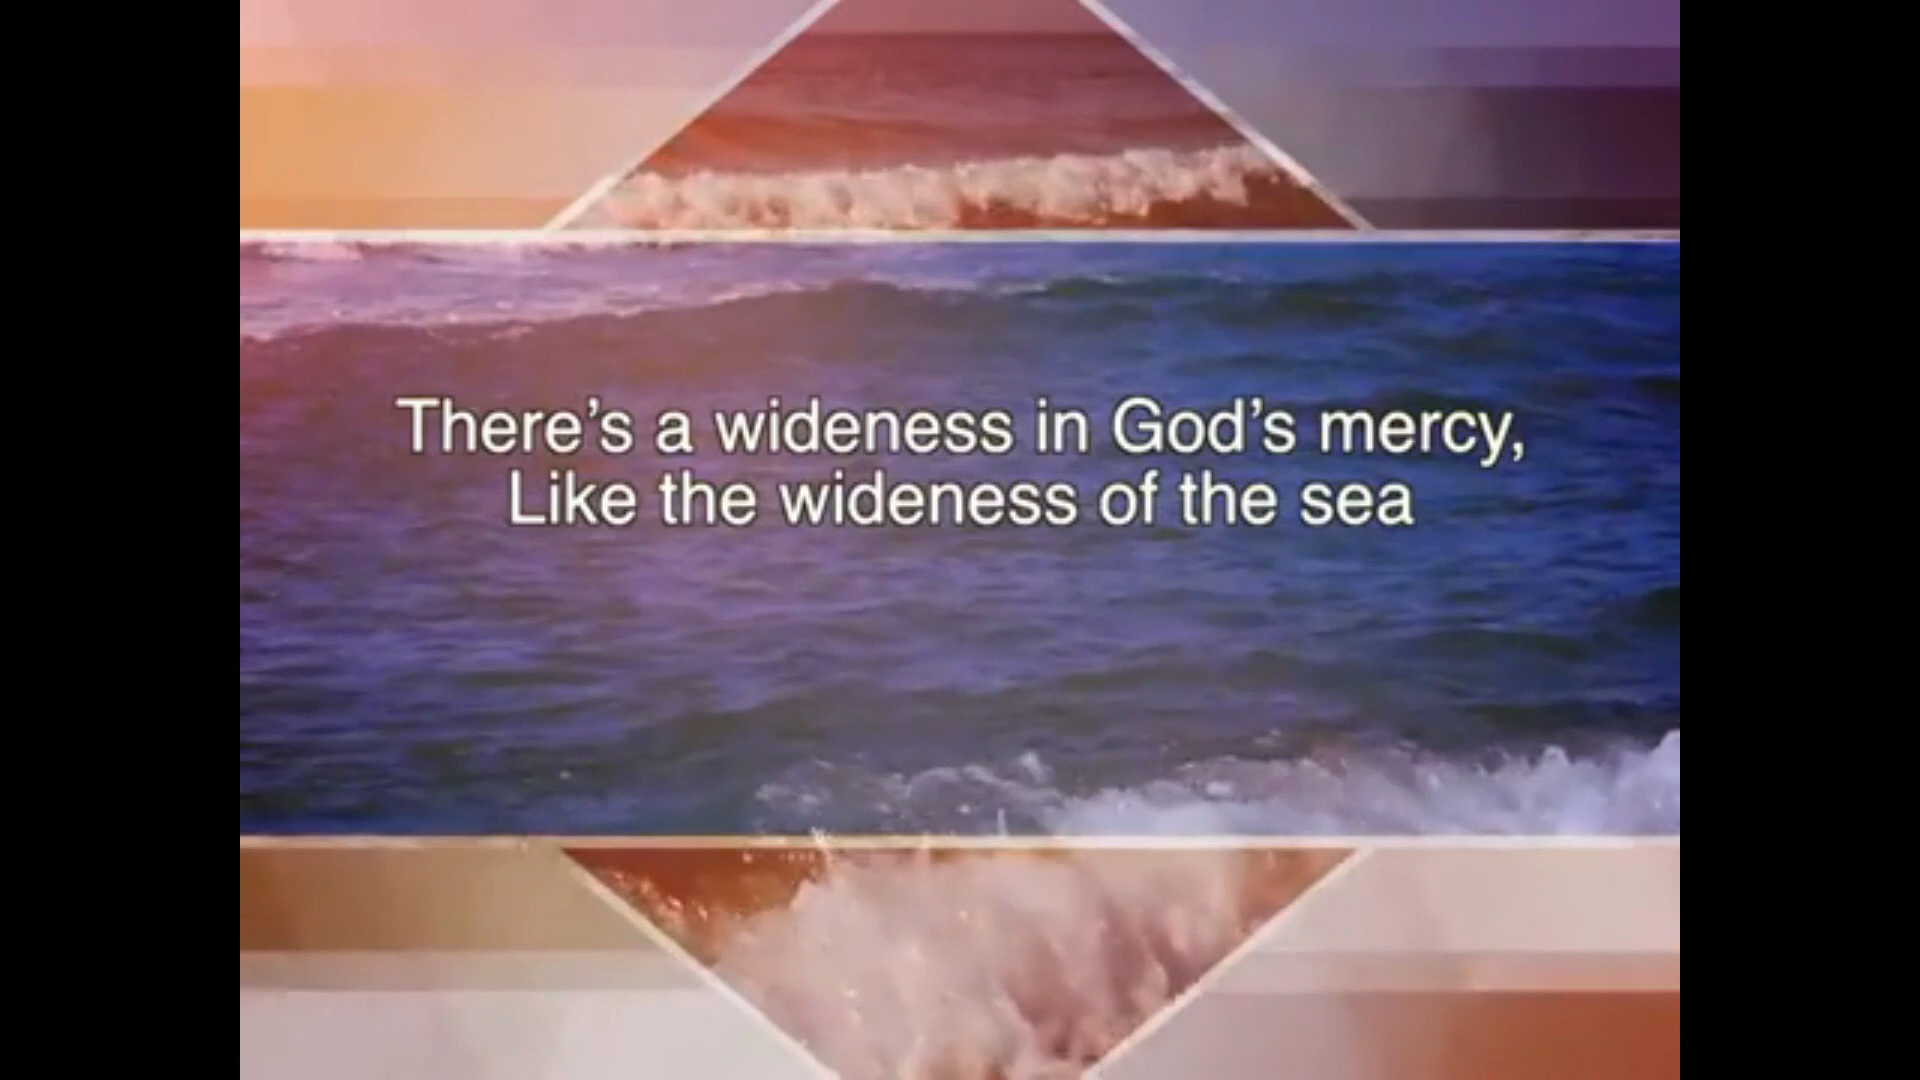 There’s a wideness in God’s mercy,
Like the wideness of the sea